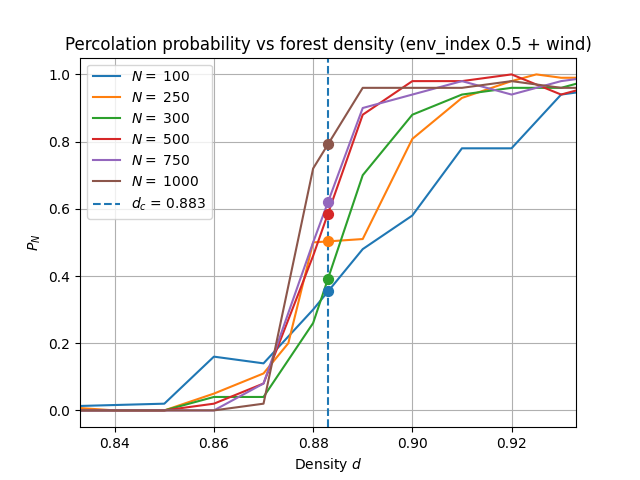 Percolation probability vs forest density (env_index 0.5 + wind)
1.0
0.8
0.6
0.4
0.2
0.0
P_N
N = 100
N = 250
N = 300
N = 500
N = 750
N = 1000
d_c = 0.883
0.84
0.86
0.88
0.90
0.92
Density d